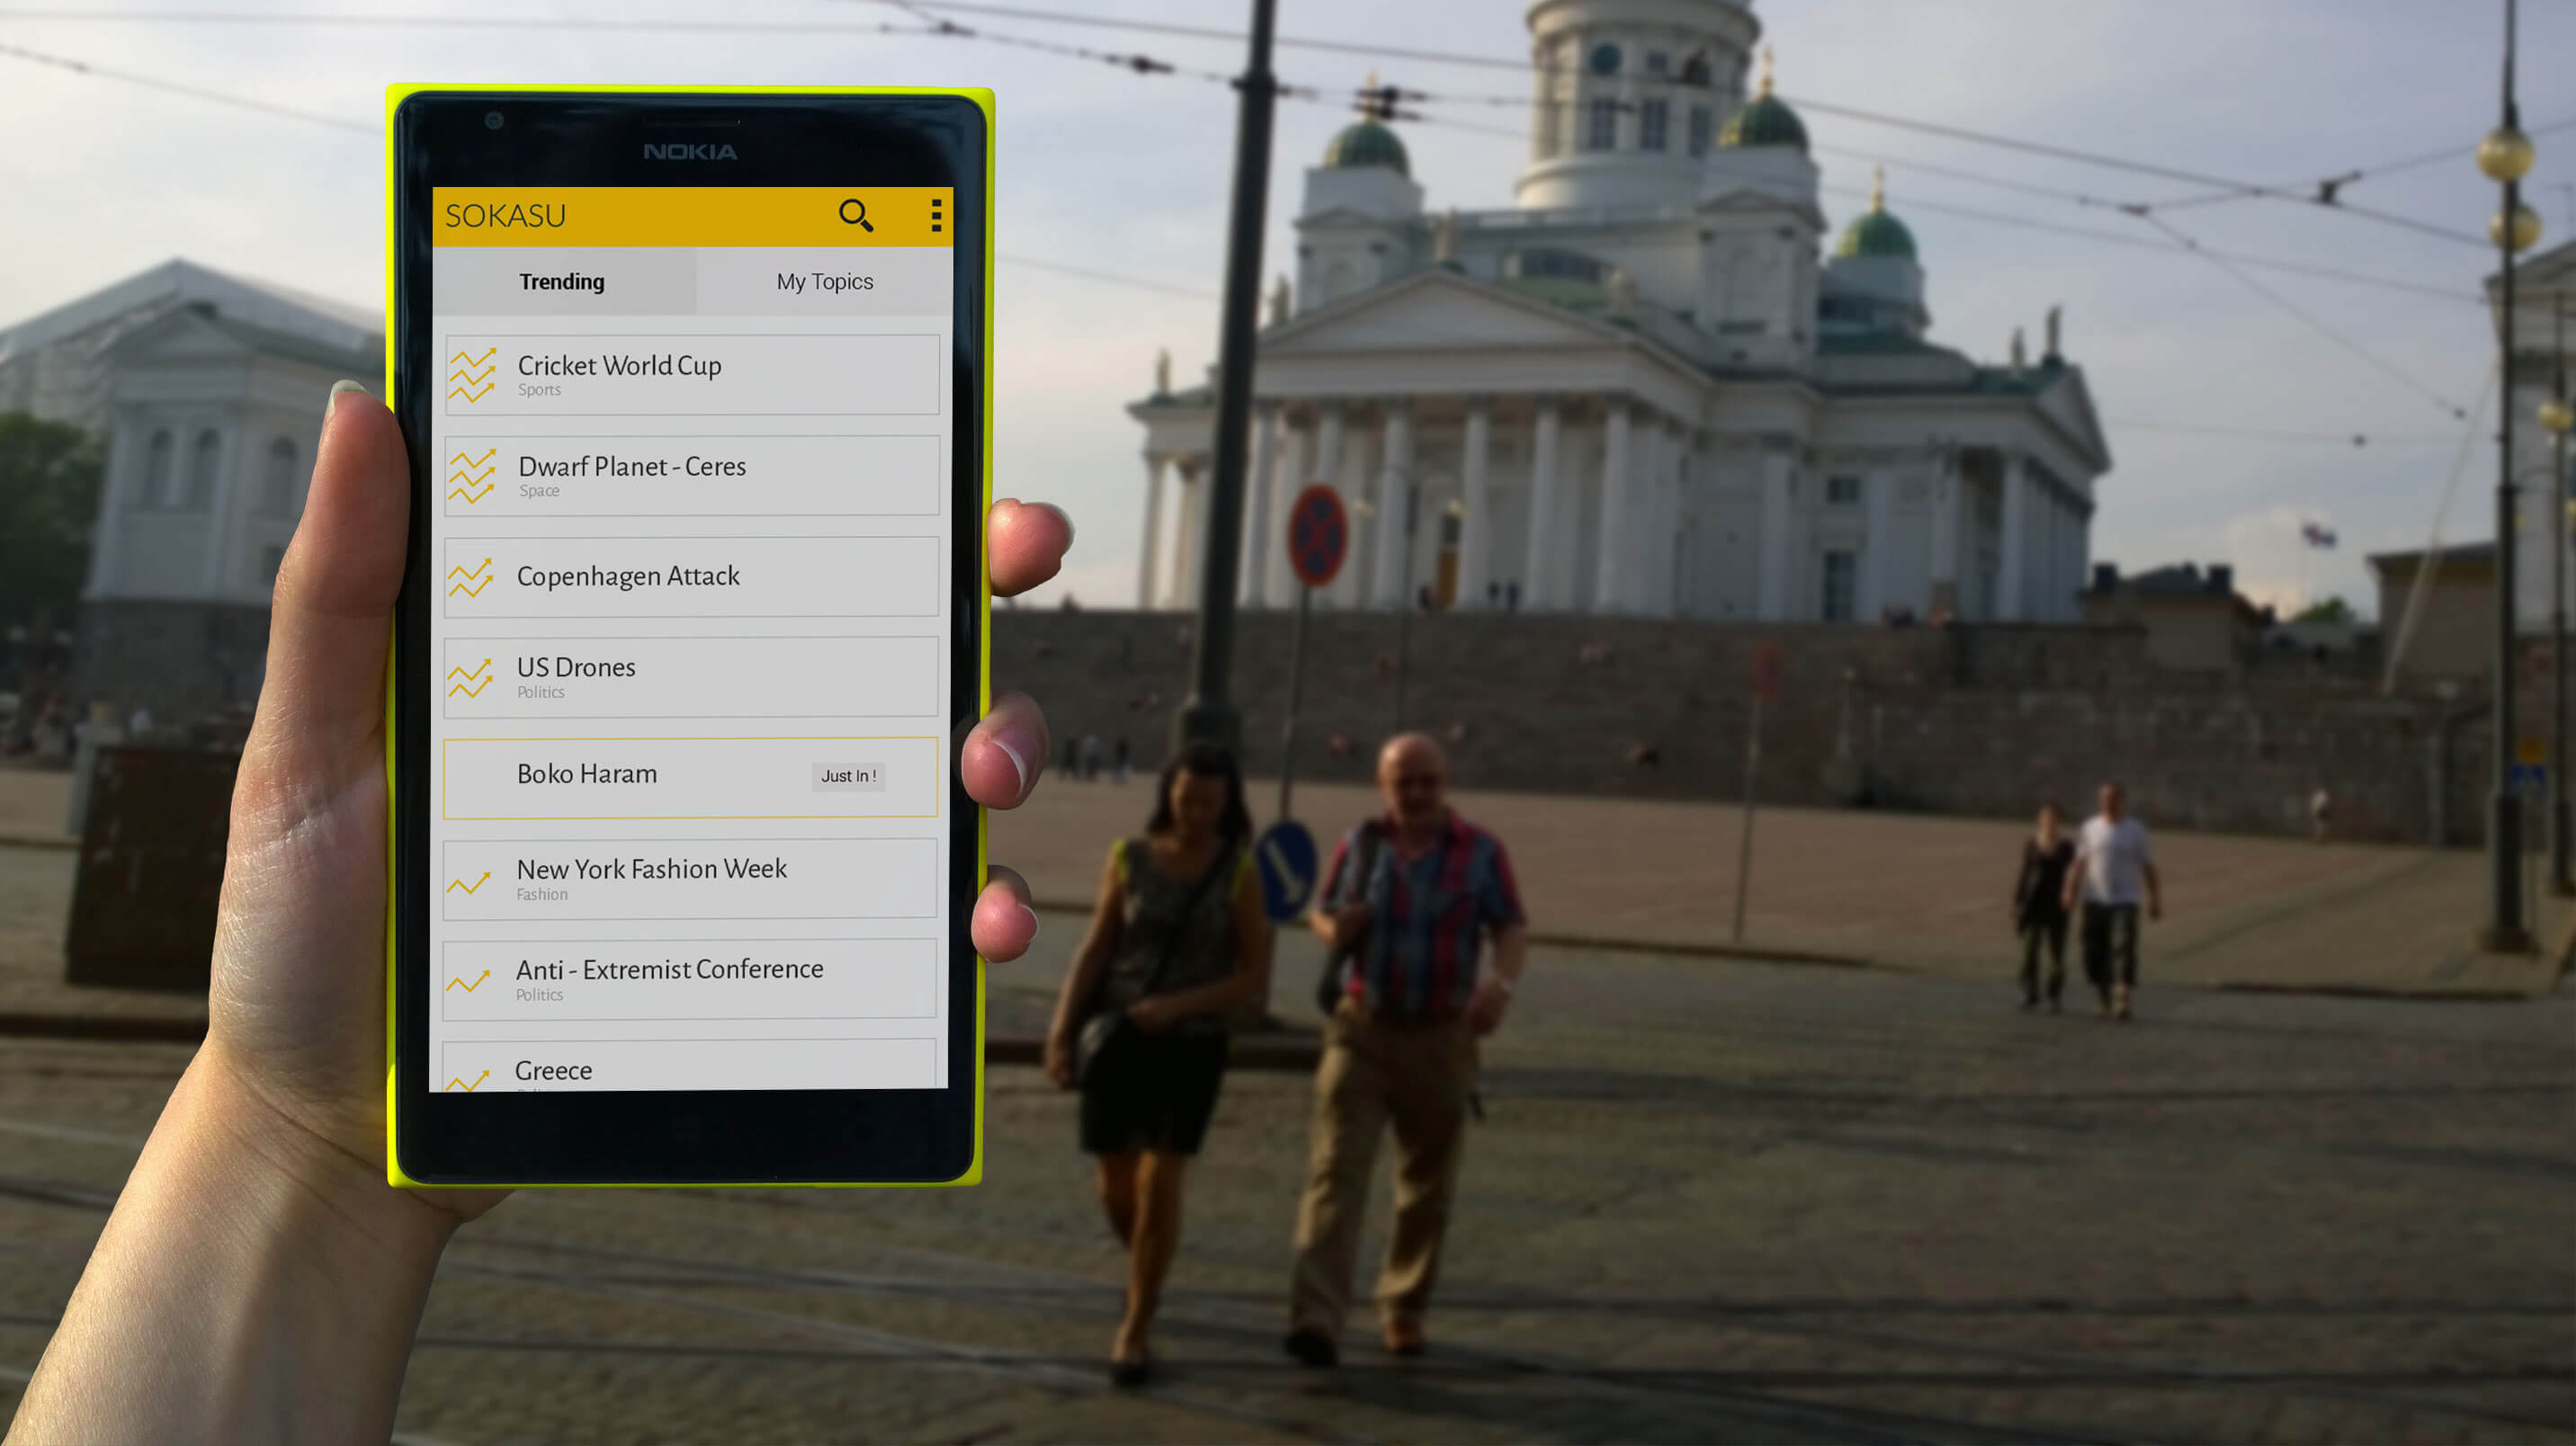 NOKIA
SOKASU
Trending
My Topics
Cricket World Cup
Sports
Dwarf Planet - Ceres
Space
Copenhagen Attack
US Drones
Politics
Boko Haram
Just In !
New York Fashion Week
Fashion
Anti - Extremist Conference
Politics
Greece